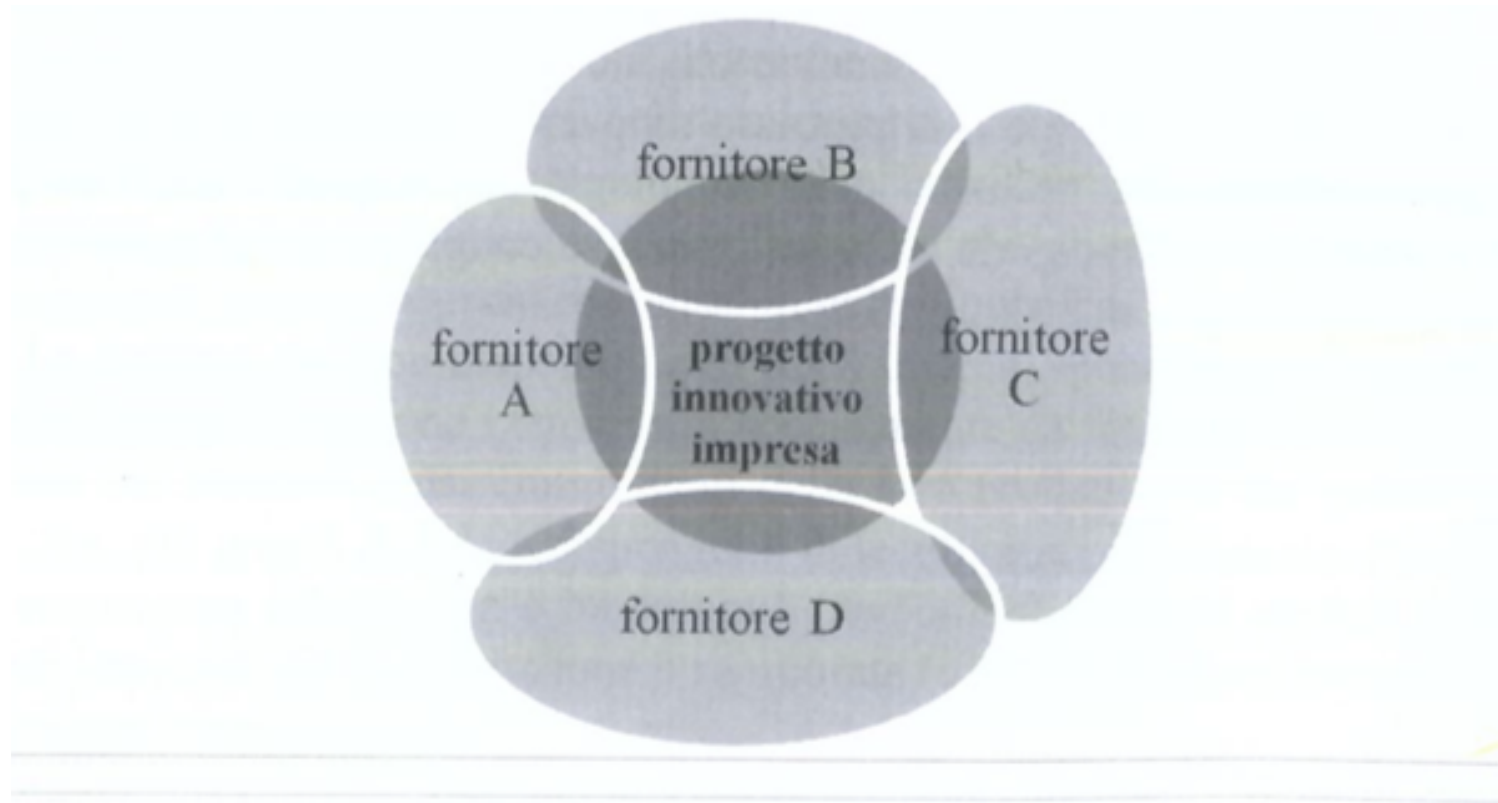 fornitore B
fornitore
A
progetto
innovativo
impresa
fornitore
C
fornitore D